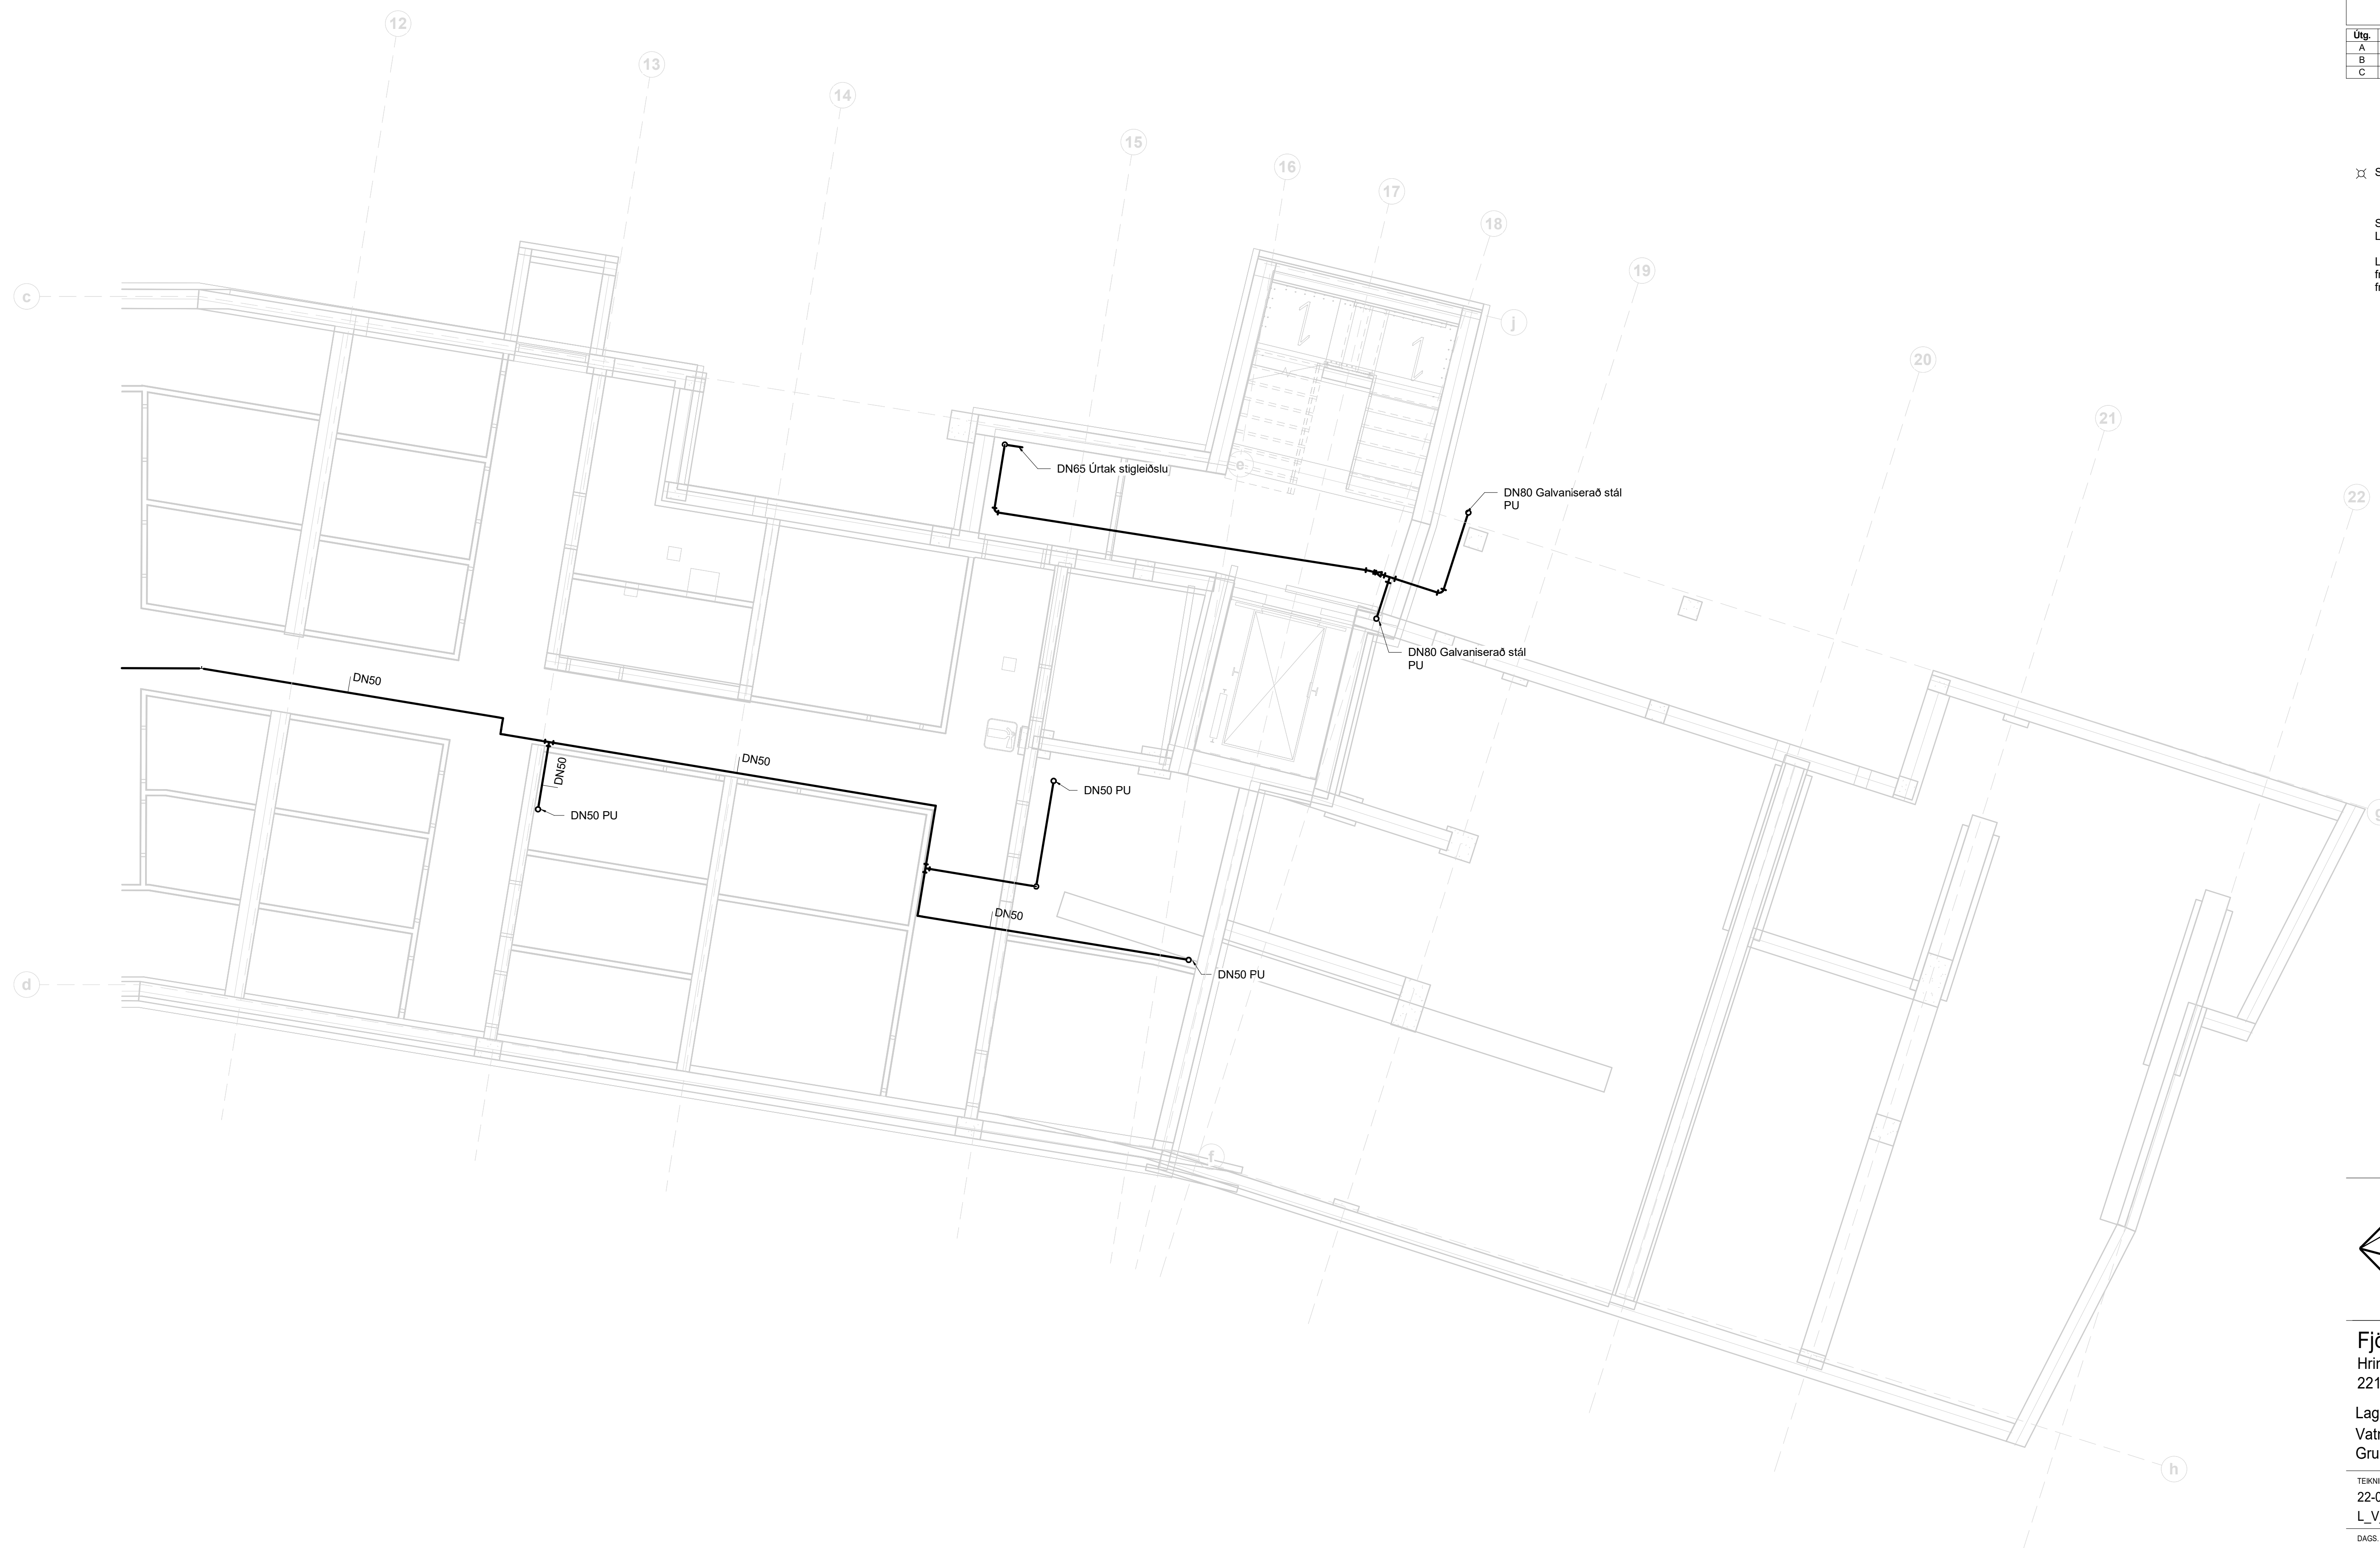 12
13
14
15
16
17
18
19
20
21
22
c
d
e
f
h
j
DN65 Úrtak stigleiðslu
DN80 Galvaniserað stál
PU
DN80 Galvaniserað stál
PU
DN50
DN50
DN50
DN50 PU
DN50 PU
DN50
DN50 PU
Útg.
A
B
C
L